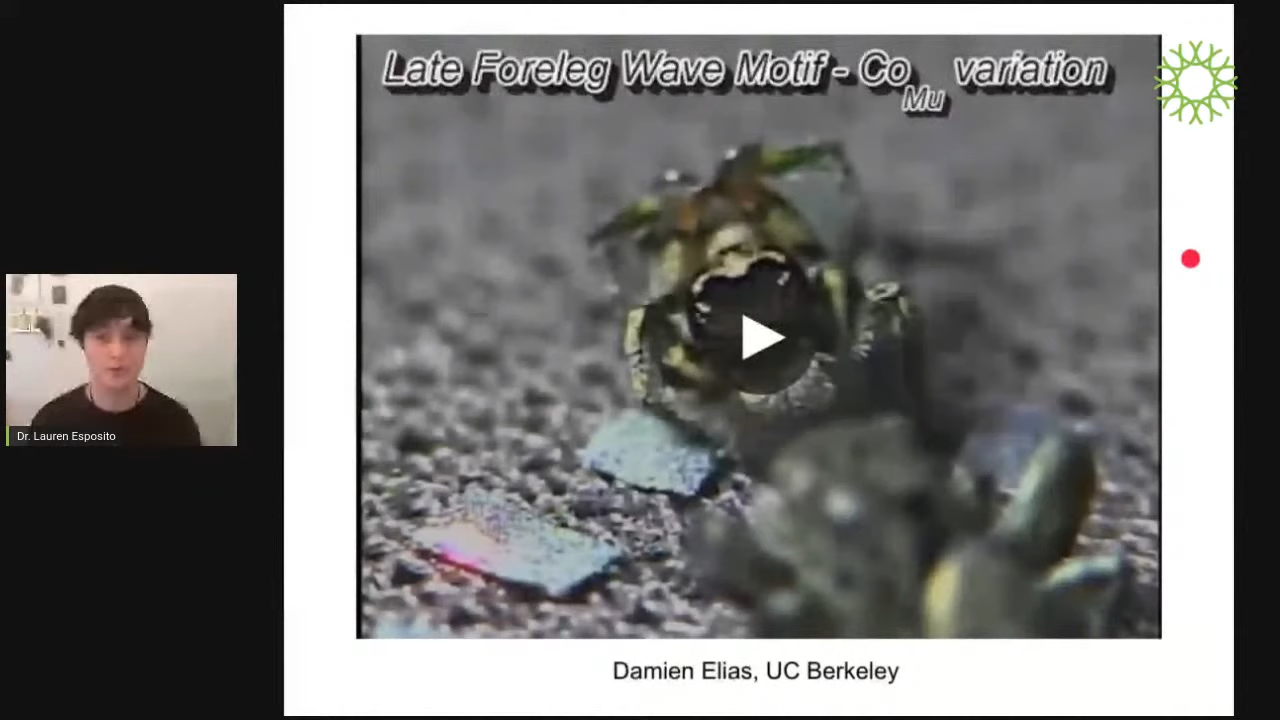 Late Foreleg Wave Motif - Co Mu variation
Dr. Lauren Esposito
Damien Elias, UC Berkeley